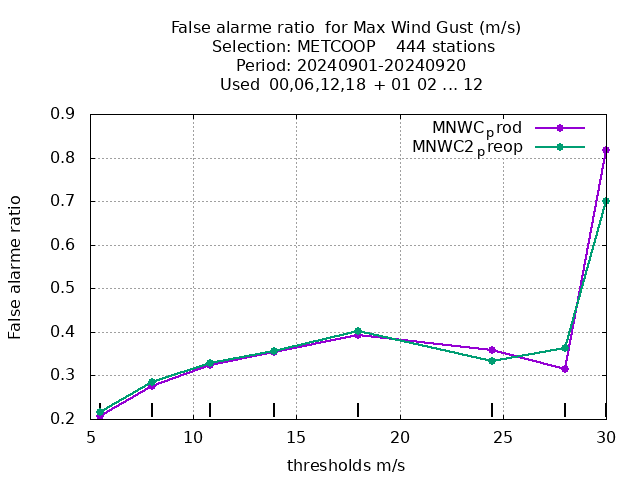 False alarme ratio  for Max Wind Gust (m/s)
Selection: METCOOP    444 stations
Period: 20240901-20240920
Used  00,06,12,18  + 01 02 ... 12
MNWCprod
MNWC2preop
False alarme ratio
0.9
0.8
0.7
0.6
0.5
0.4
0.3
0.2
5 10 15 20 25 30
thresholds m/s